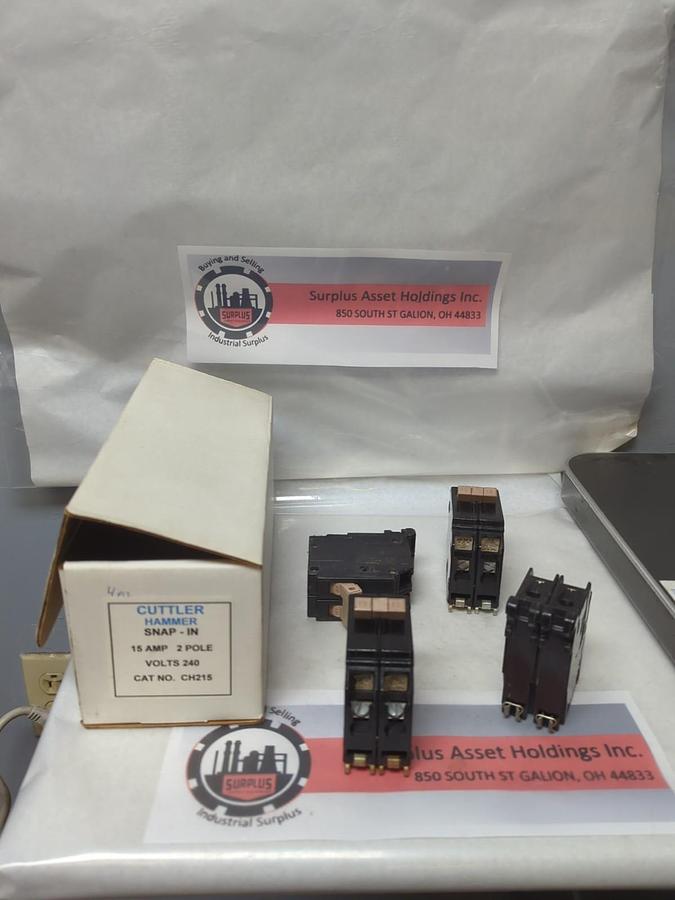 Buying and Selling
SURPLUS
Industrial Surplus
Surplus Asset Holdings Inc.
850 SOUTH ST GALION, OH 44833
CUTTLER
HAMMER
SNAP - IN
15 AMP 2 POLE
VOLTS 240
CAT NO. CH215
Selling
SURPLUS
Industrial Surplus
plus Asset Holdings Inc.
850 SOUTH ST GALION, OH 44833